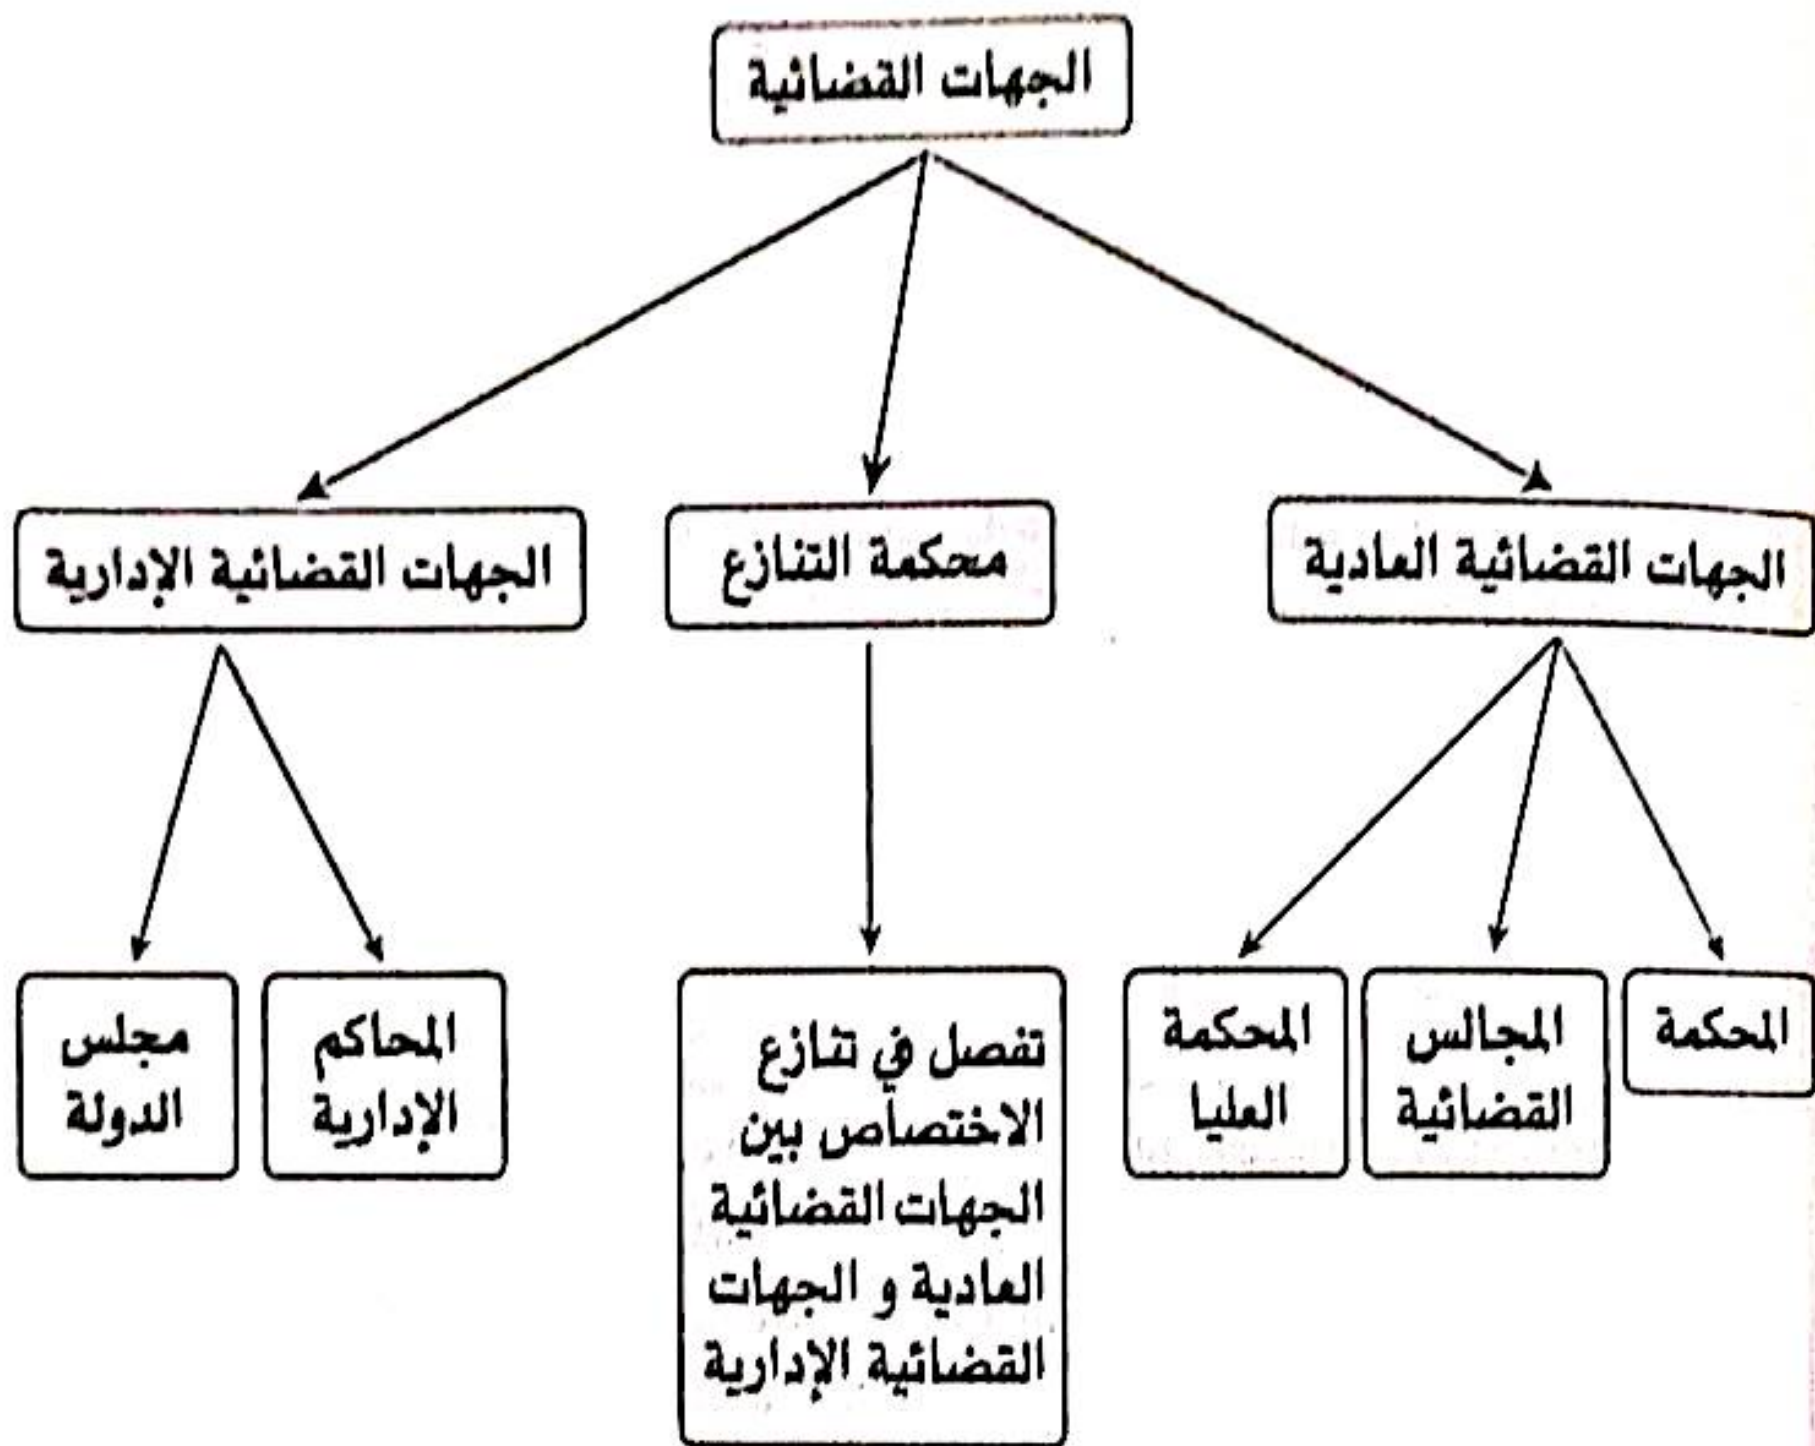 الجهات القضائية
الجهات القضائية العادية
محكمة التنازع
الجهات القضائية الإدارية
المحكمة
المجالس
القضائية
المحكمة
العليا
تفصل في تنازع
الاختصاص بين
الجهات القضائية
العادية و الجهات
القضائية الإدارية
المحاكم
الإدارية
مجلس
الدولة